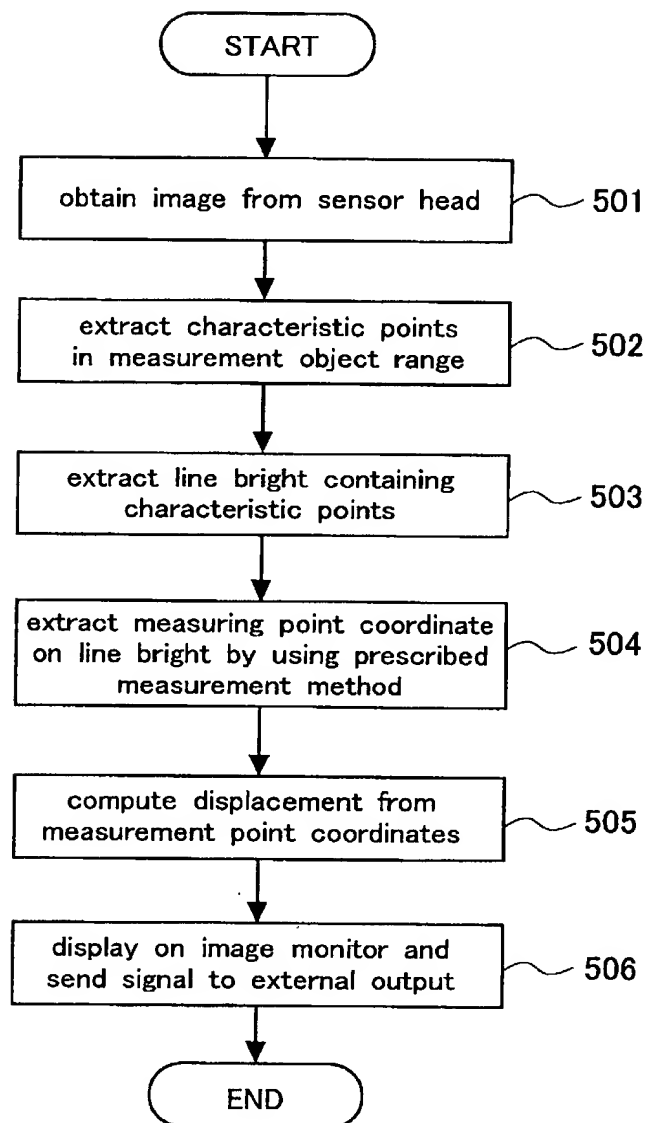 START
obtain image from sensor head
501
extract characteristic points
in measurement object range
502
extract line bright containing
characteristic points
503
extract measuring point coordinate
on line bright by using prescribed
measurement method
504
compute displacement from
measurement point coordinates
505
display on image monitor and
send signal to external output
506
END